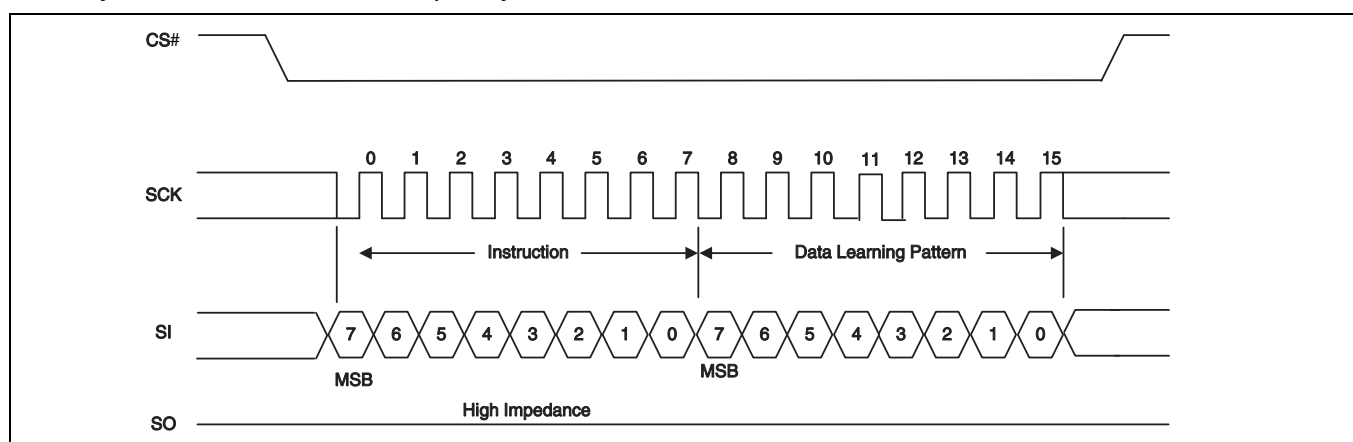 CS#
0 1 2 3 4 5 6 7 8 9 10 11 12 13 14 15
SCK
Instruction Data Learning Pattern
SI 7 6 5 4 3 2 1 0 7 6 5 4 3 2 1 0
MSB MSB
High Impedance
SO